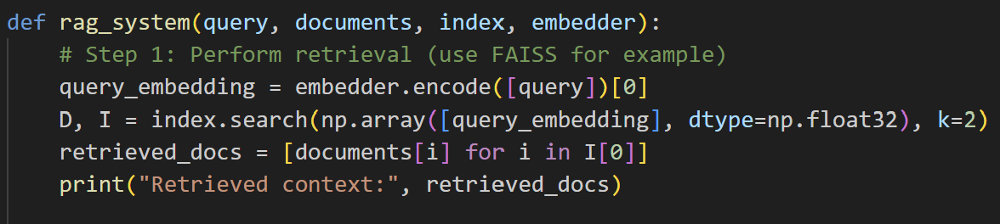 def rag_system(query, documents, index, embedder):
    # Step 1: Perform retrieval (use FAISS for example)
    query_embedding = embedder.encode([query])[0]
    D, I = index.search(np.array([query_embedding], dtype=np.float32), k=2)
    retrieved_docs = [documents[i] for i in I[0]]
    print("Retrieved context:", retrieved_docs)